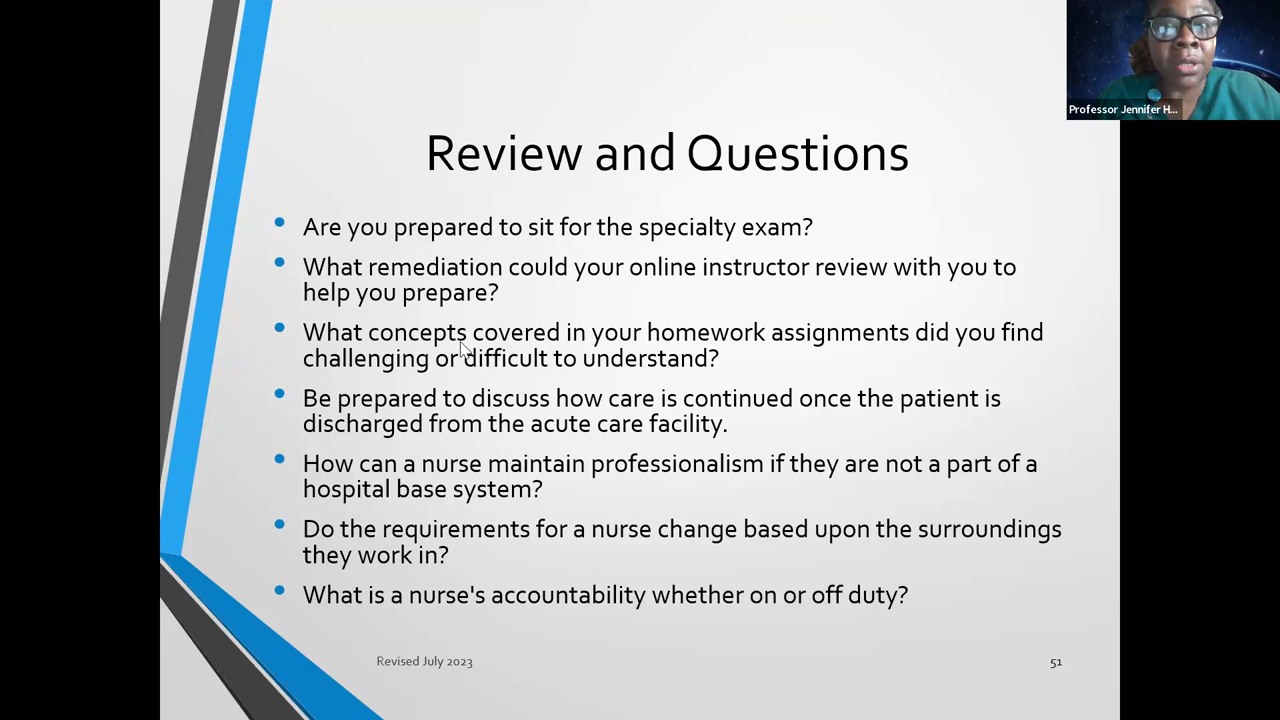 Professor Jennifer H...
Review and Questions
Are you prepared to sit for the specialty exam?
What remediation could your online instructor review with you to
help you prepare?
What concepts covered in your homework assignments did you find
challenging or difficult to understand?
Be prepared to discuss how care is continued once the patient is
discharged from the acute care facility.
How can a nurse maintain professionalism if they are not a part of a
hospital base system?
Do the requirements for a nurse change based upon the surroundings
they work in?
What is a nurse's accountability whether on or off duty?
Revised July 2023
51